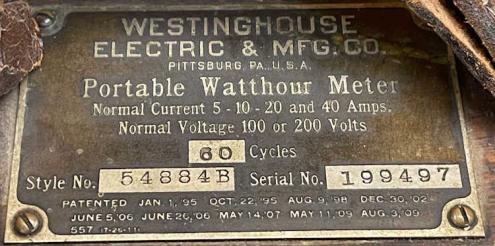 WESTINGHOUSE
ELECTRIC & MFG. CO.
PITTSBURG, PA., U.S.A.
Portable Watthour Meter
Normal Current 5 - 10 - 20 and 40 Amps.
Normal Voltage 100 or 200 Volts
60 Cycles
Style No. 54884B Serial No. 199497
PATENTED JAN. 1, '95 OCT. 22, '95 AUG. 9, '98 DEC. 30, '02
JUNE 5, '06 JUNE 26, '06 MAY 14, '07 MAY 11, '09 AUG. 3, '09
557 (7-25-11)